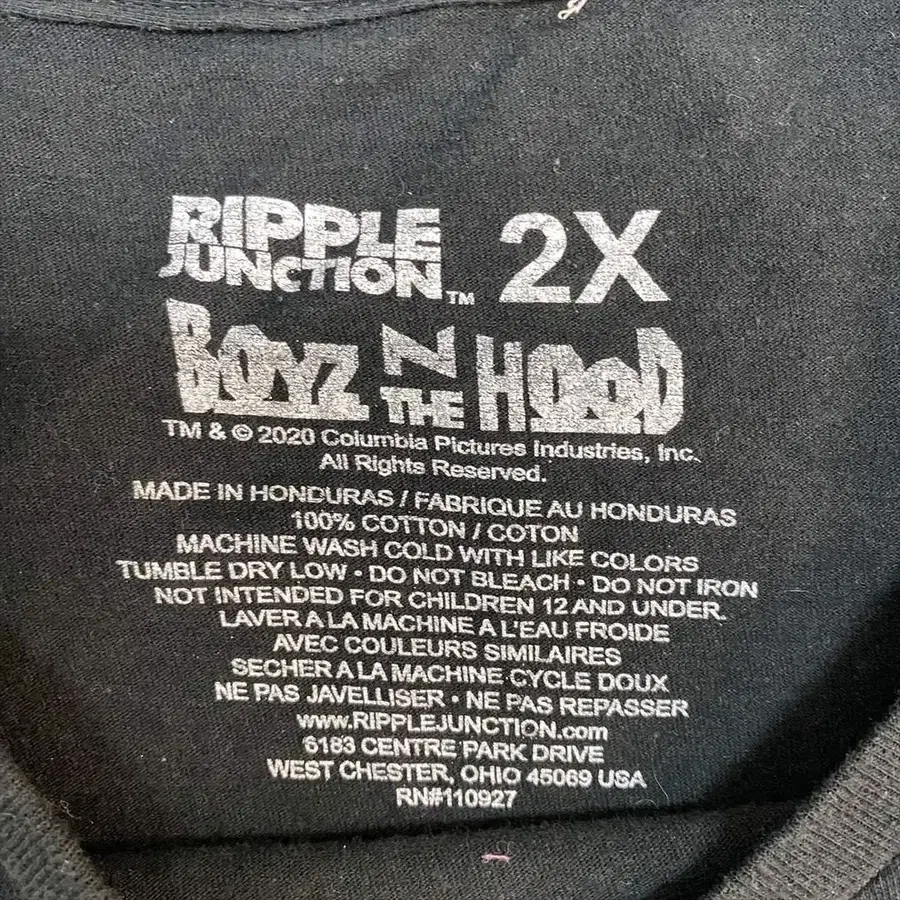 RIPPLE JUNCTION™ 2X
BOYZ N THE HOOD
TM & © 2020 Columbia Pictures Industries, Inc.
All Rights Reserved.
MADE IN HONDURAS / FABRIQUE AU HONDURAS
100% COTTON / COTON
MACHINE WASH COLD WITH LIKE COLORS
TUMBLE DRY LOW • DO NOT BLEACH • DO NOT IRON
NOT INTENDED FOR CHILDREN 12 AND UNDER.
LAVER A LA MACHINE A L'EAU FROIDE
AVEC COULEURS SIMILAIRES
SECHER A LA MACHINE CYCLE DOUX
NE PAS JAVELLISER • NE PAS REPASSER
www.RIPPLEJUNCTION.com
6183 CENTRE PARK DRIVE
WEST CHESTER, OHIO 45069 USA
RN#110927